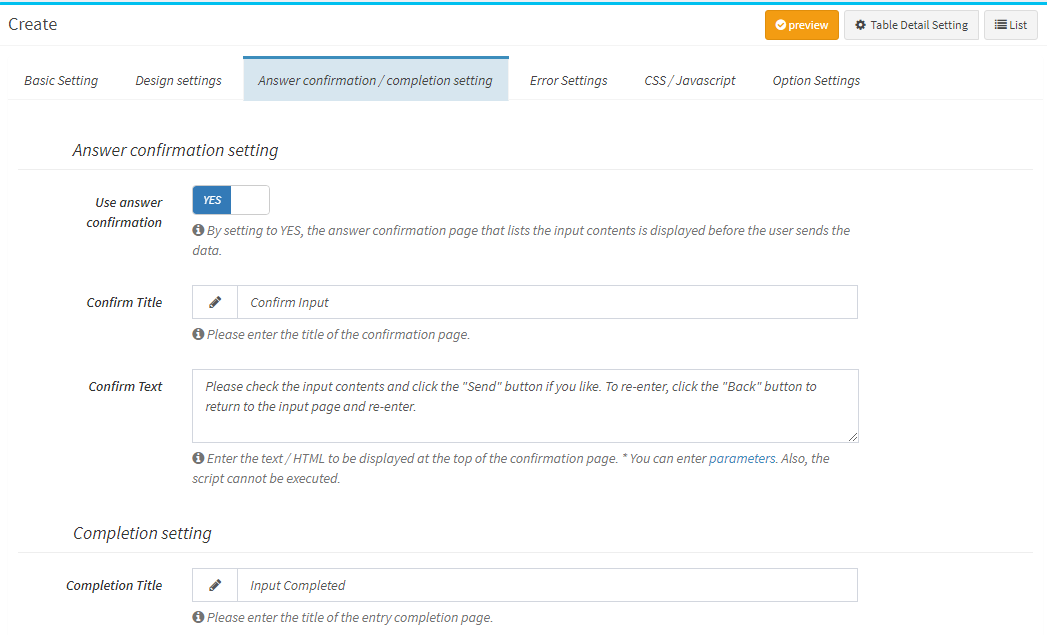 Create
preview
Table Detail Setting
List
Basic Setting
Design settings
Answer confirmation / completion setting
Error Settings
CSS / Javascript
Option Settings
Answer confirmation setting
Use answer
confirmation
YES
By setting to YES, the answer confirmation page that lists the input contents is displayed before the user sends the
data.
Confirm Title
Confirm Input
Please enter the title of the confirmation page.
Confirm Text
Please check the input contents and click the "Send" button if you like. To re-enter, click the "Back" button to
return to the input page and re-enter.
Enter the text / HTML to be displayed at the top of the confirmation page. * You can enter parameters. Also, the
script cannot be executed.
Completion setting
Completion Title
Input Completed
Please enter the title of the entry completion page.